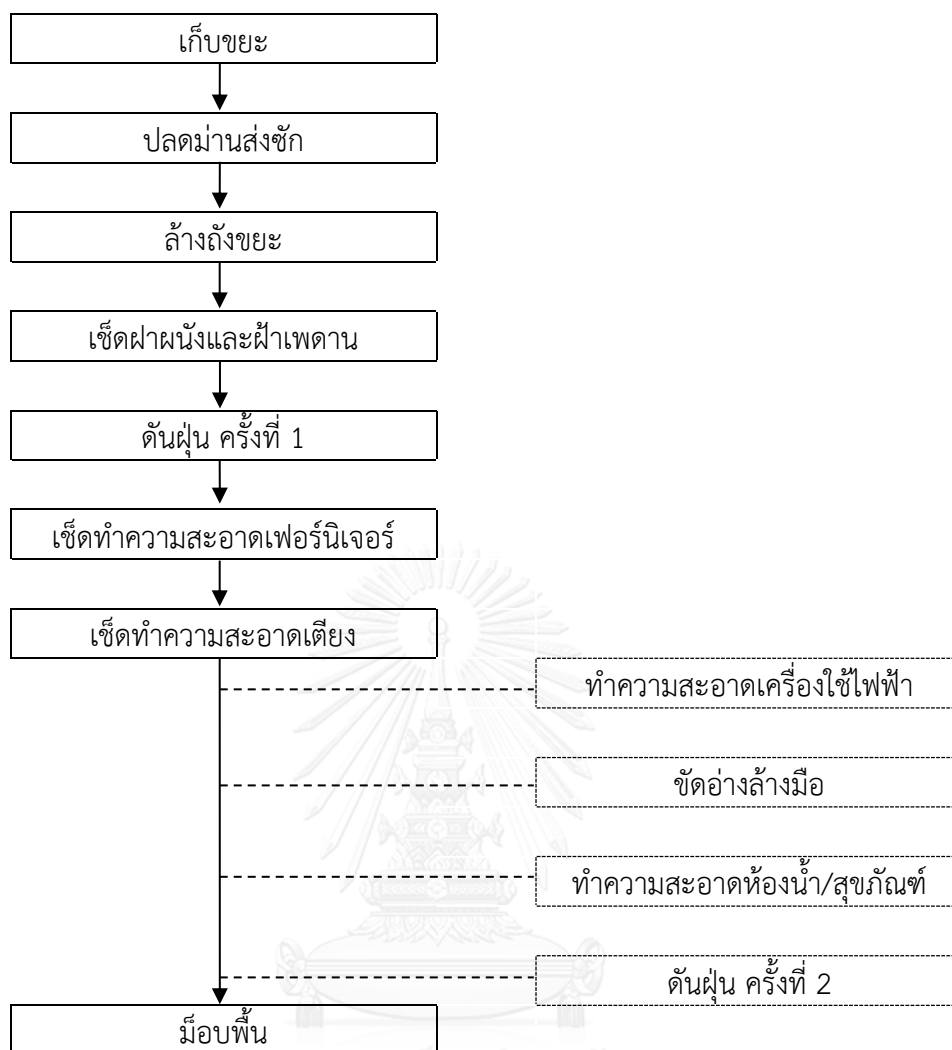 เก็บขยะ
ปลดม่านส่งซัก
ล้างถังขยะ
เช็ดฝาผนังและฝ้าเพดาน
ดันฝุ่น ครั้งที่ 1
เช็ดทำความสะอาดเฟอร์นิเจอร์
เช็ดทำความสะอาดเตียง
ทำความสะอาดเครื่องใช้ไฟฟ้า
ขัดอ่างล้างมือ
ทำความสะอาดห้องน้ำ/สุขภัณฑ์
ดันฝุ่น ครั้งที่ 2
ม็อบพื้น